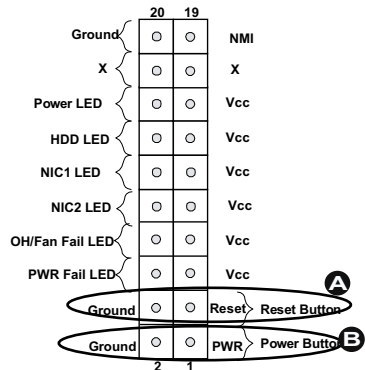 20 19
Ground NMI
X X
Power LED Vcc
HDD LED Vcc
NIC1 LED Vcc
NIC2 LED Vcc
OH/Fan Fail LED Vcc
PWR Fail LED Vcc
A
Ground Reset Reset Button
B
Ground PWR Power Button
2 1